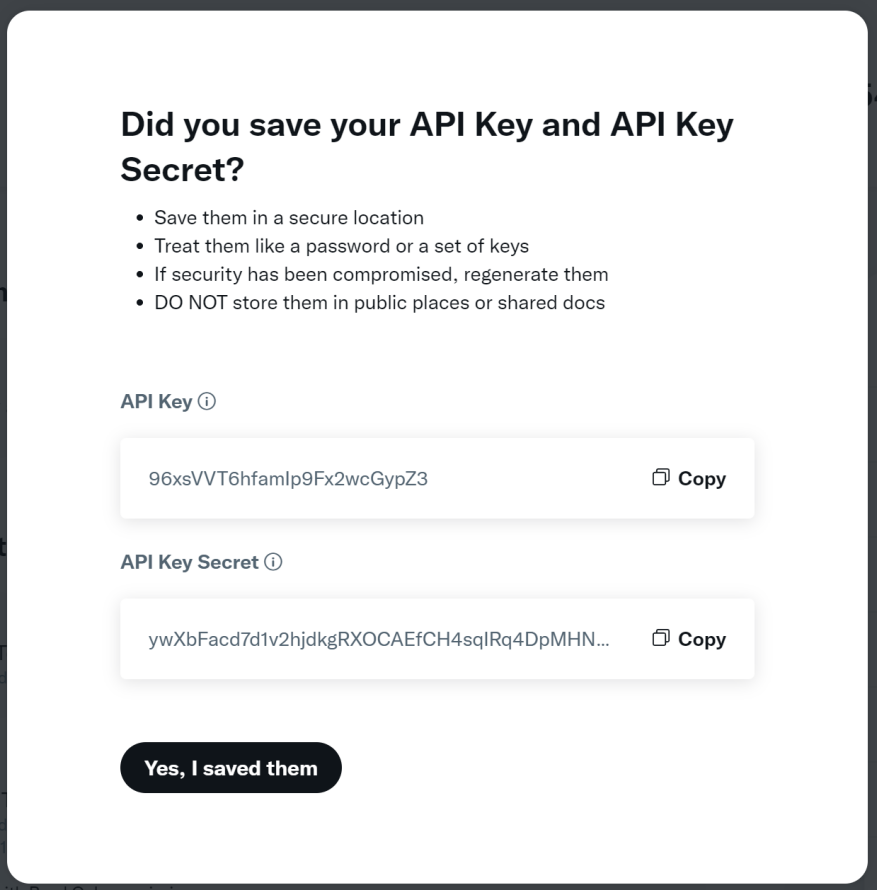 Did you save your API Key and API Key
Secret?
• Save them in a secure location
• Treat them like a password or a set of keys
• If security has been compromised, regenerate them
• DO NOT store them in public places or shared docs
API Key
96xsVVT6hfamIp9Fx2wcGypZ3
Copy
API Key Secret
ywXbFacd7d1v2hjdkgRXOCAEfCH4sqIRq4DpMHN...
Copy
Yes, I saved them